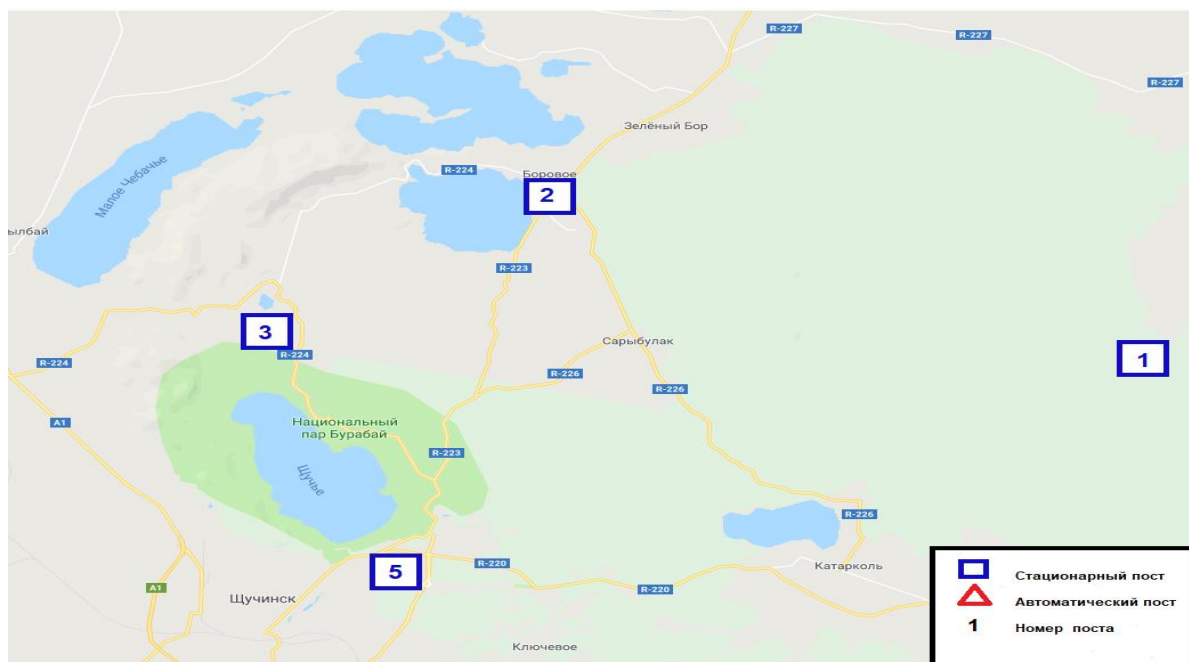 R-227
R-227
R-227
Зелёный Бор
Малое Чебачье
R-224
Боровое
2
ылбай
R-223
3
Сарыбулак
1
R-224
R-224
R-226
R-226
A1
Национальный
пар Бурабай
R-223
Щучье
R-226
5
R-220
Катарколь
A1
R-220
Щучинск
Ключевое
Стационарный пост
Автоматический пост
1 Номер поста